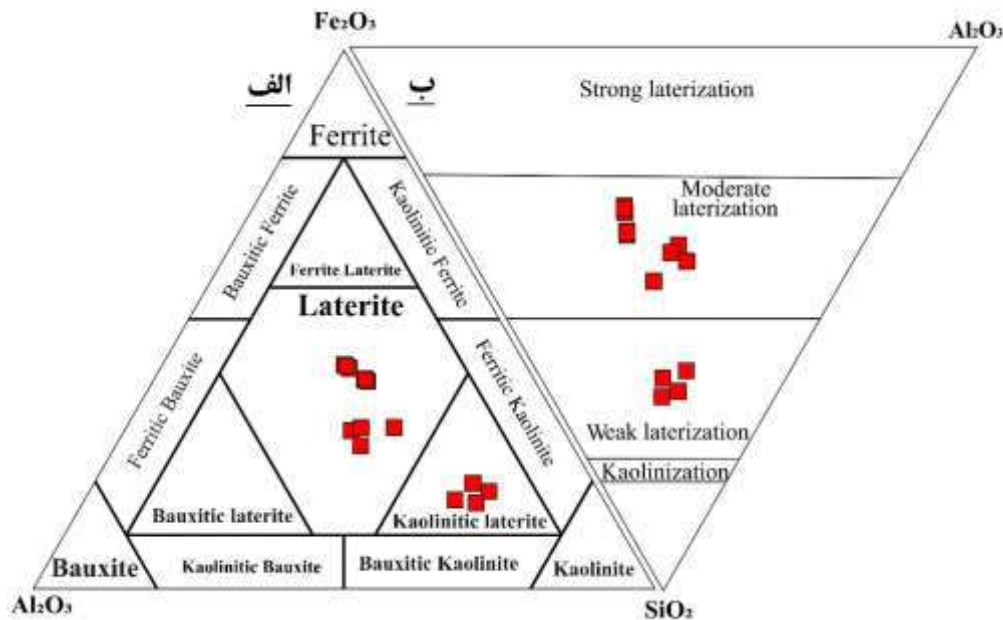 Fe₂O₃
Al₂O₃
الف
ب
Strong laterization
Ferrite
Bauxitic Ferrite
Kaolinitic Ferrite
Moderate
laterization
Ferrite Laterite
Laterite
Ferritic Bauxite
Ferritic Kaolinite
Weak laterization
Kaolinization
Bauxitic laterite
Kaolinitic laterite
Bauxite
Kaolinitic Bauxite
Bauxitic Kaolinite
Kaolinite
Al₂O₃
SiO₂